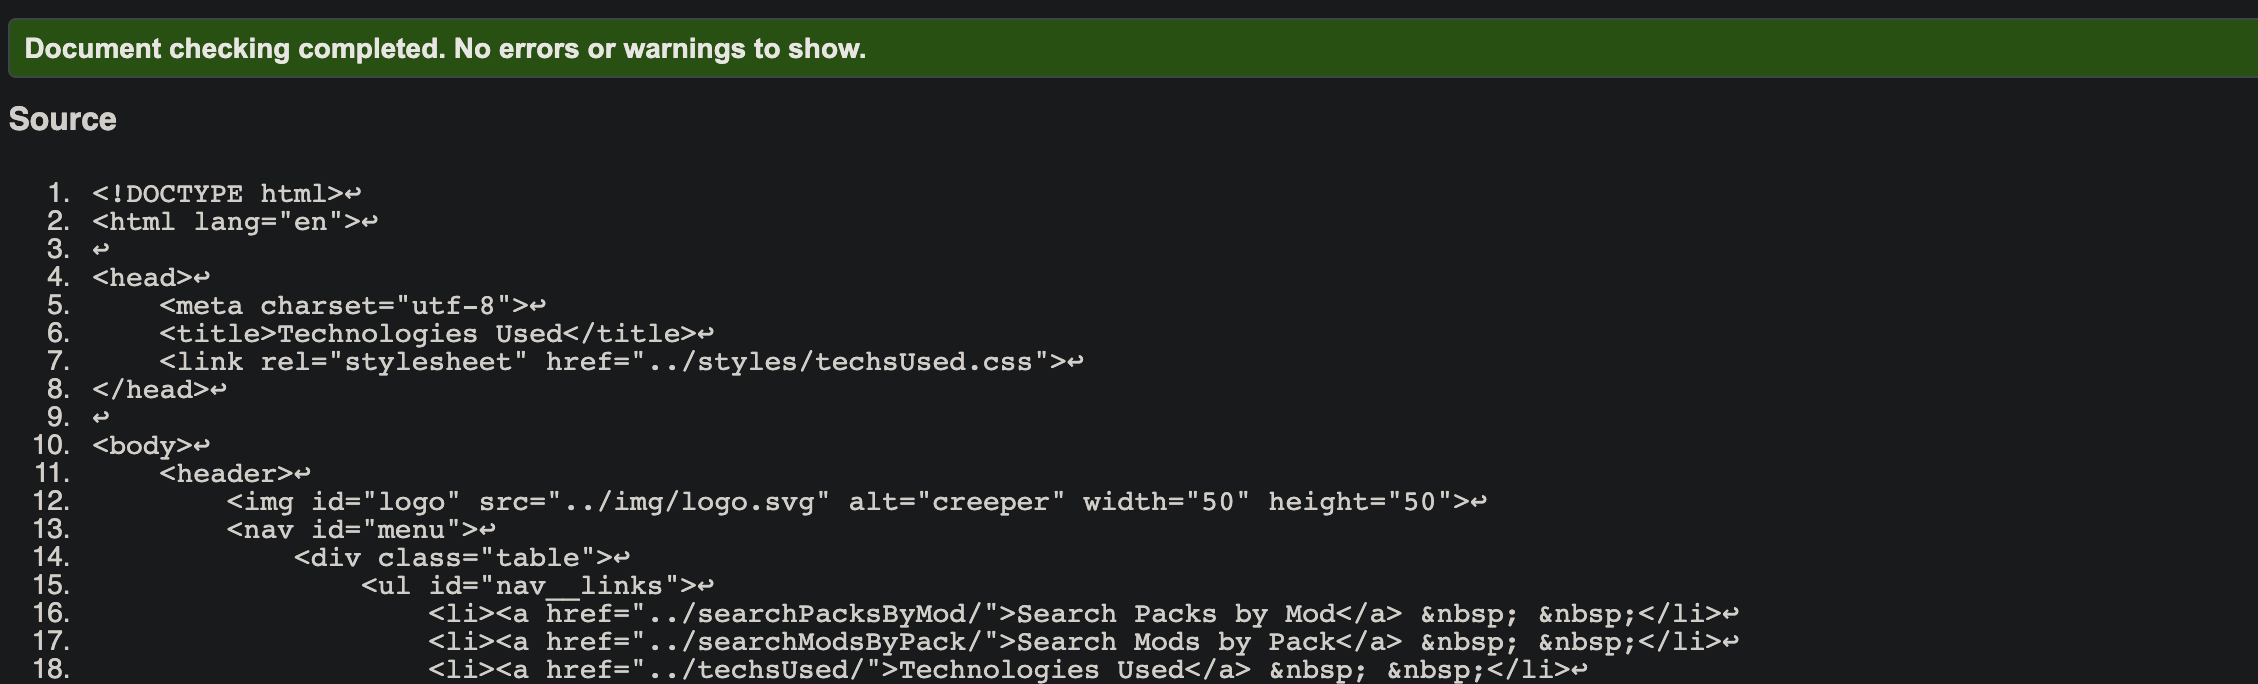 Document checking completed. No errors or warnings to show.
Source
1. <!DOCTYPE html>↩
2. <html lang="en">↩
3. ↩
4. <head>↩
5.     <meta charset="utf-8">↩
6.     <title>Technologies Used</title>↩
7.     <link rel="stylesheet" href="../styles/techsUsed.css">↩
8. </head>↩
9. ↩
10. <body>↩
11.     <header>↩
12.         <img id="logo" src="../img/logo.svg" alt="creeper" width="50" height="50">↩
13.         <nav id="menu">↩
14.             <div class="table">↩
15.                 <ul id="nav__links">↩
16.                     <li><a href="../searchPacksByMod/">Search Packs by Mod</a> &nbsp; &nbsp;</li>↩
17.                     <li><a href="../searchModsByPack/">Search Mods by Pack</a> &nbsp; &nbsp;</li>↩
18.                     <li><a href="../techsUsed/">Technologies Used</a> &nbsp; &nbsp;</li>↩